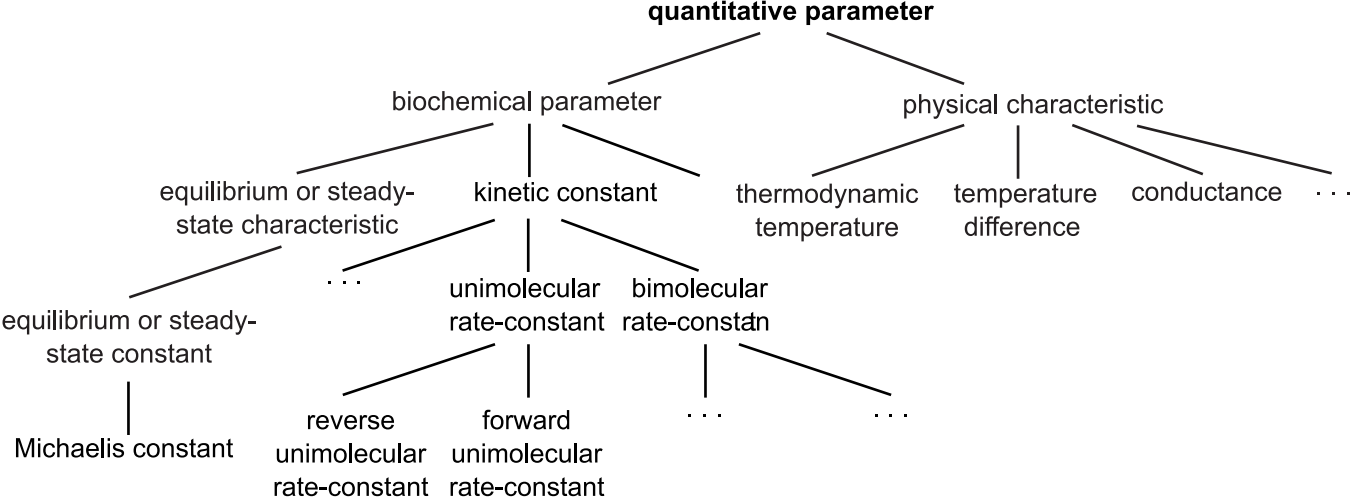 quantitative parameter
biochemical parameter
physical characteristic
equilibrium or steady-
state characteristic
kinetic constant
thermodynamic
temperature
temperature
difference
conductance
. . .
. . .
unimolecular
rate-constant
bimolecular
rate-constan
equilibrium or steady-
state constant
Michaelis constant
reverse
unimolecular
rate-constant
forward
unimolecular
rate-constant
. . .
. . .